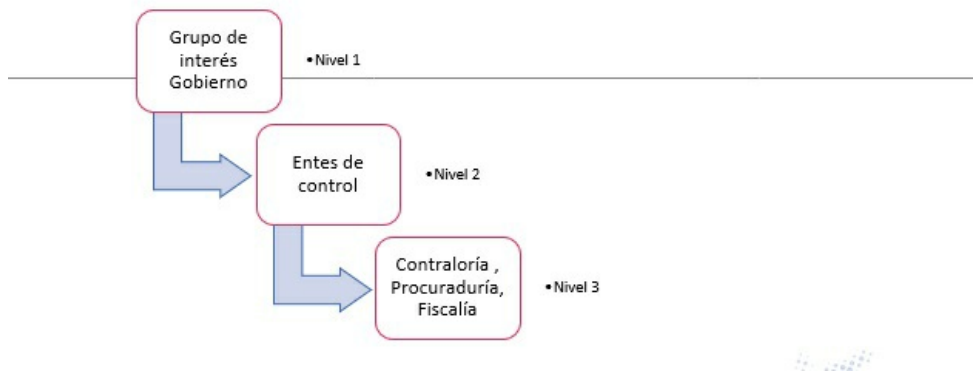 Grupo de
interés
Gobierno
• Nivel 1
Entes de
control
• Nivel 2
Contraloría ,
Procuraduría,
Fiscalía
• Nivel 3